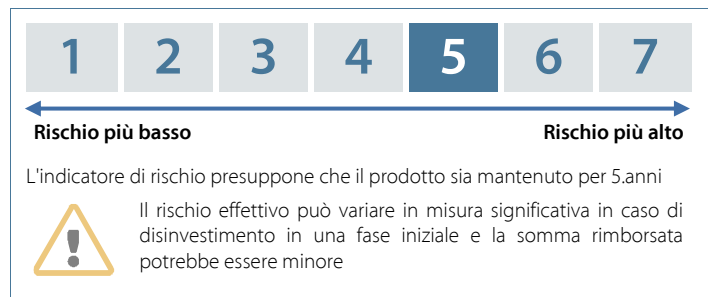 1 2 3 4 5 6 7
Rischio più basso Rischio più alto
L'indicatore di rischio presuppone che il prodotto sia mantenuto per 5.anni
Il rischio effettivo può variare in misura significativa in caso di
disinvestimento in una fase iniziale e la somma rimborsata
potrebbe essere minore